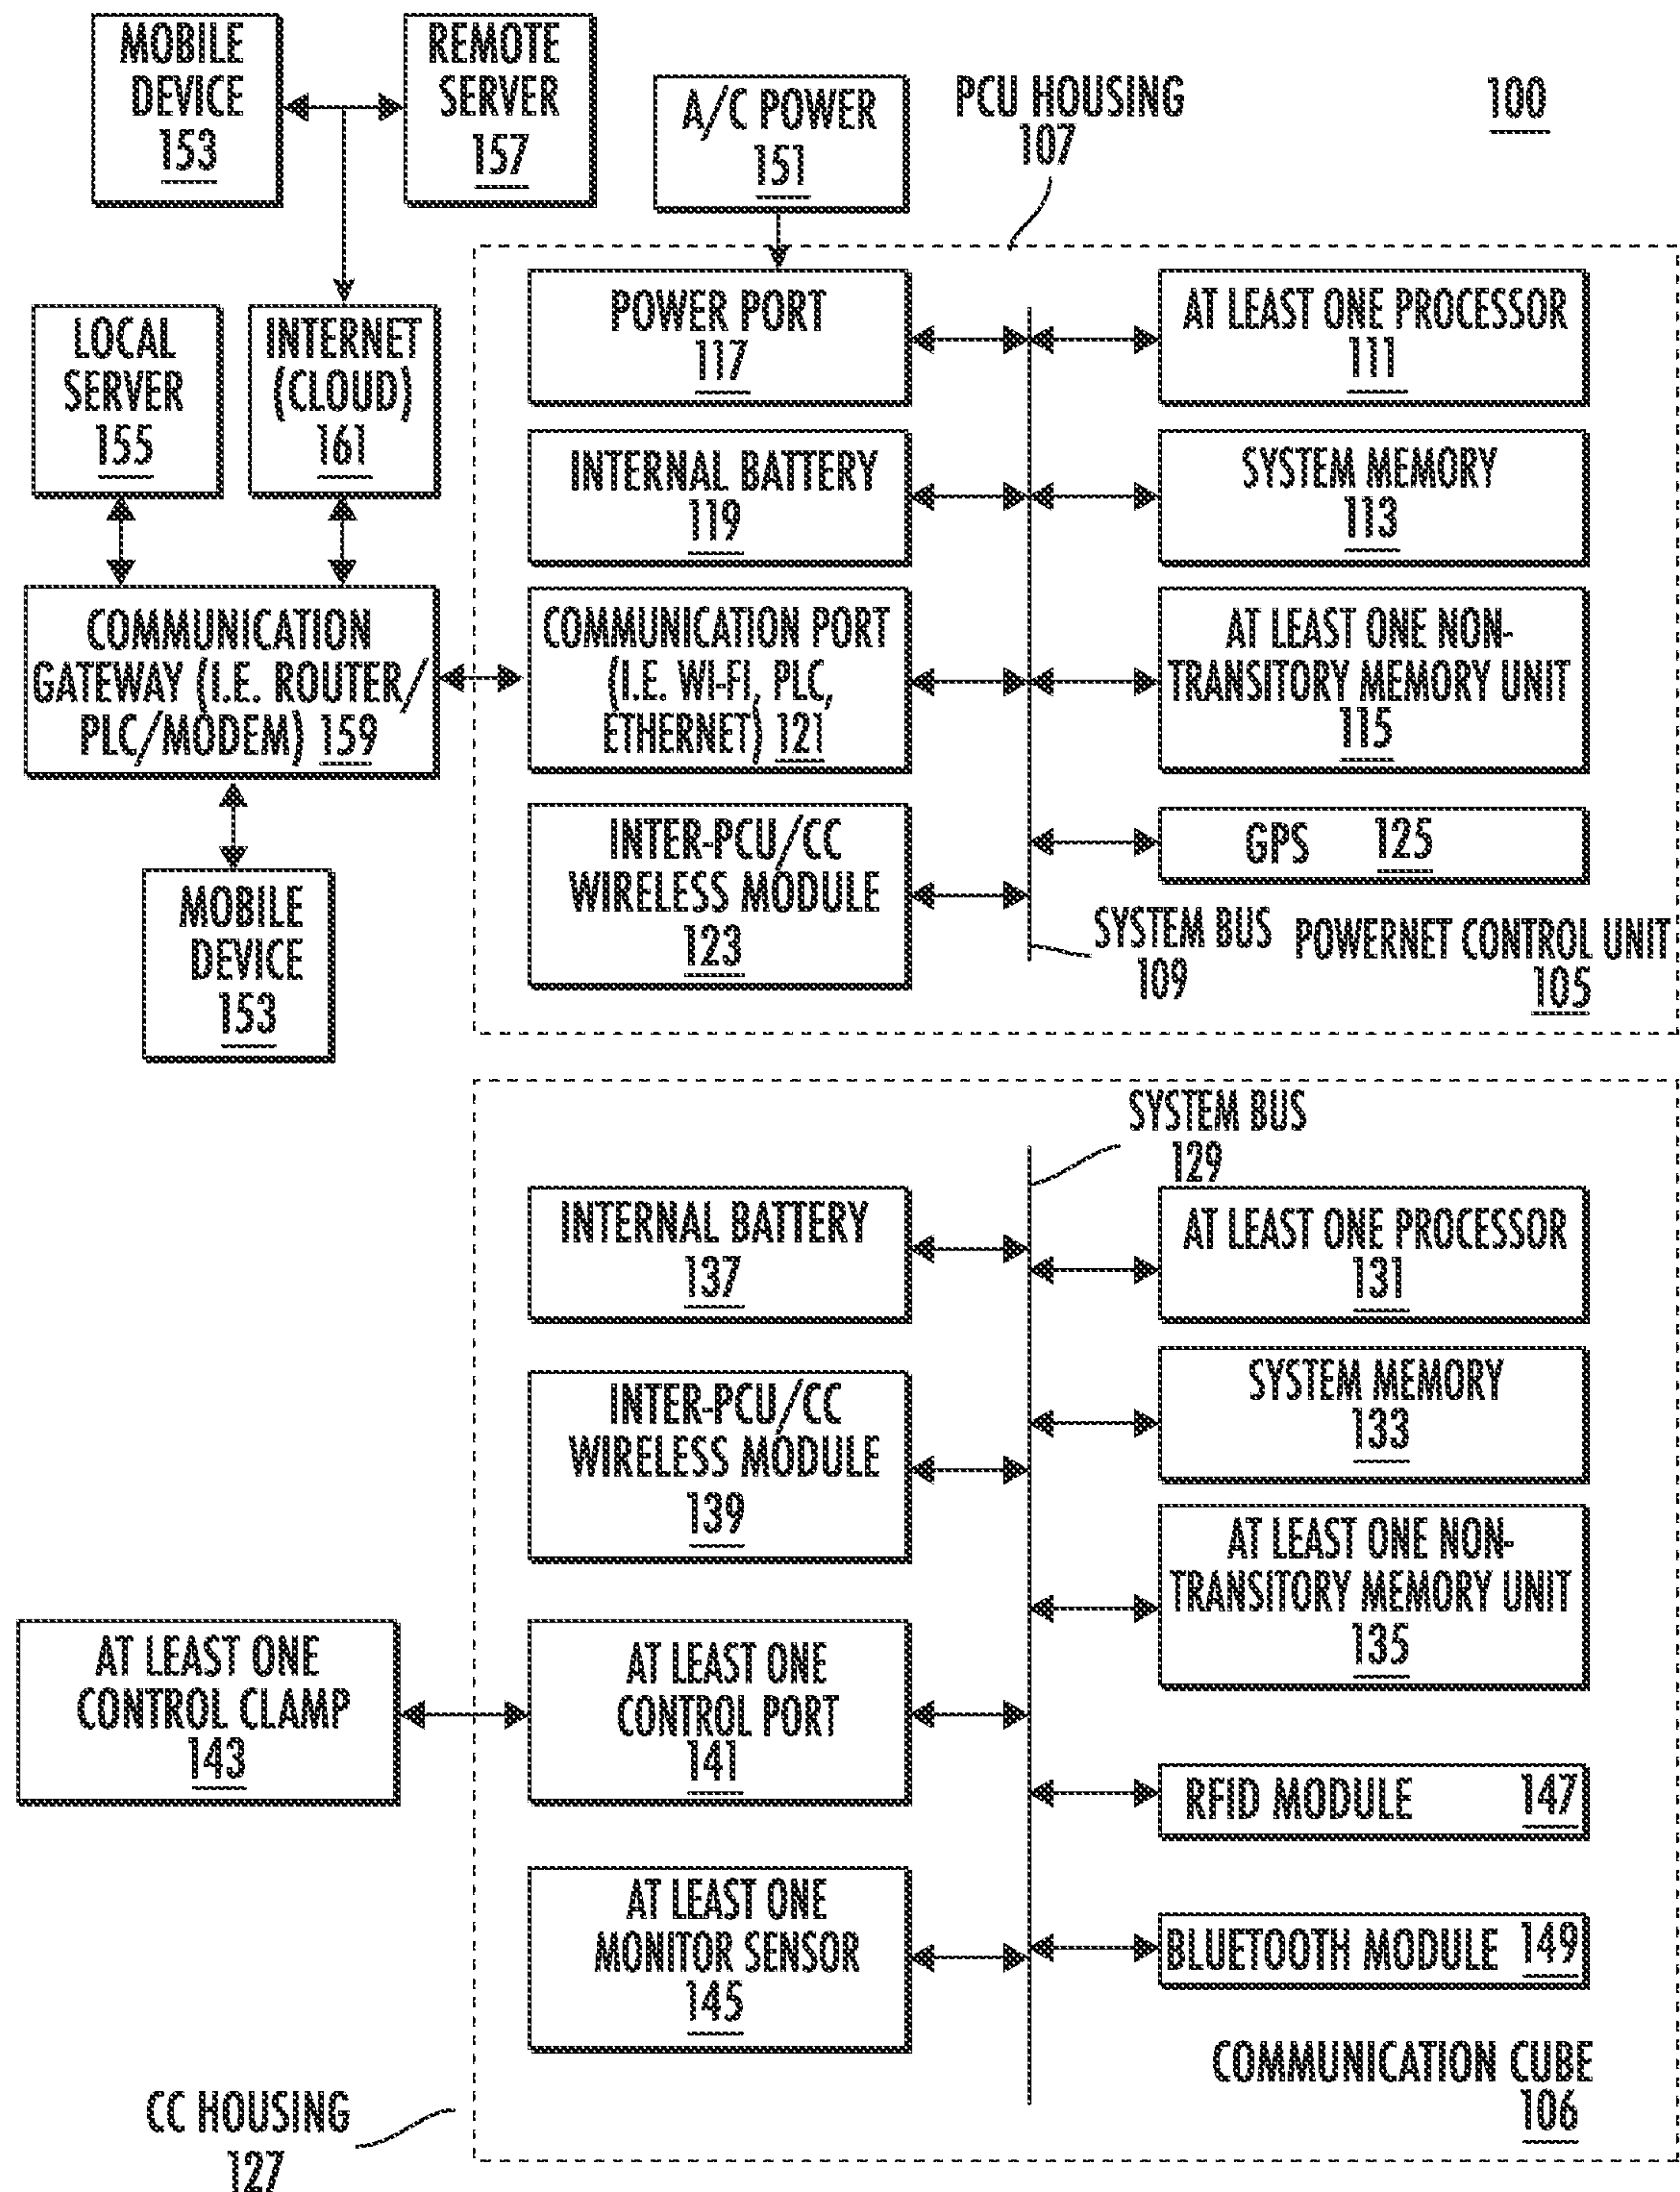 MOBILE
DEVICE
153
REMOTE
SERVER
157
A/C POWER
151
PCU HOUSING
107
100
LOCAL
SERVER
155
INTERNET
(CLOUD)
161
POWER PORT
117
AT LEAST ONE PROCESSOR
111
INTERNAL BATTERY
119
SYSTEM MEMORY
113
COMMUNICATION
GATEWAY (I.E. ROUTER/
PLC/MODEM) 159
COMMUNICATION PORT
(I.E. WI-FI, PLC,
ETHERNET) 121
AT LEAST ONE NON-
TRANSITORY MEMORY UNIT
115
INTER-PCU/CC
WIRELESS MODULE
123
GPS 125
MOBILE
DEVICE
153
SYSTEM BUS
109
POWERNET CONTROL UNIT
105
SYSTEM BUS
129
INTERNAL BATTERY
137
AT LEAST ONE PROCESSOR
131
INTER-PCU/CC
WIRELESS MODULE
139
SYSTEM MEMORY
133
AT LEAST ONE NON-
TRANSITORY MEMORY UNIT
135
AT LEAST ONE
CONTROL CLAMP
143
AT LEAST ONE
CONTROL PORT
141
RFID MODULE 147
AT LEAST ONE
MONITOR SENSOR
145
BLUETOOTH MODULE 149
COMMUNICATION CUBE
106
CC HOUSING
127